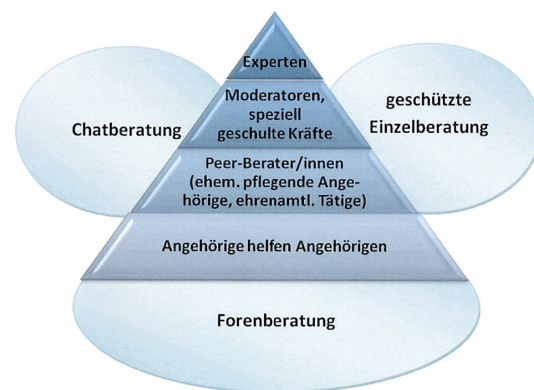 Experten
Moderatoren,
speziell
geschulte Kräfte
Chatberatung
geschützte
Einzelberatung
Peer-Berater/innen
(ehem. pflegende Ange-
hörige, ehrenamtl. Tätige)
Angehörige helfen Angehörigen
Forenberatung